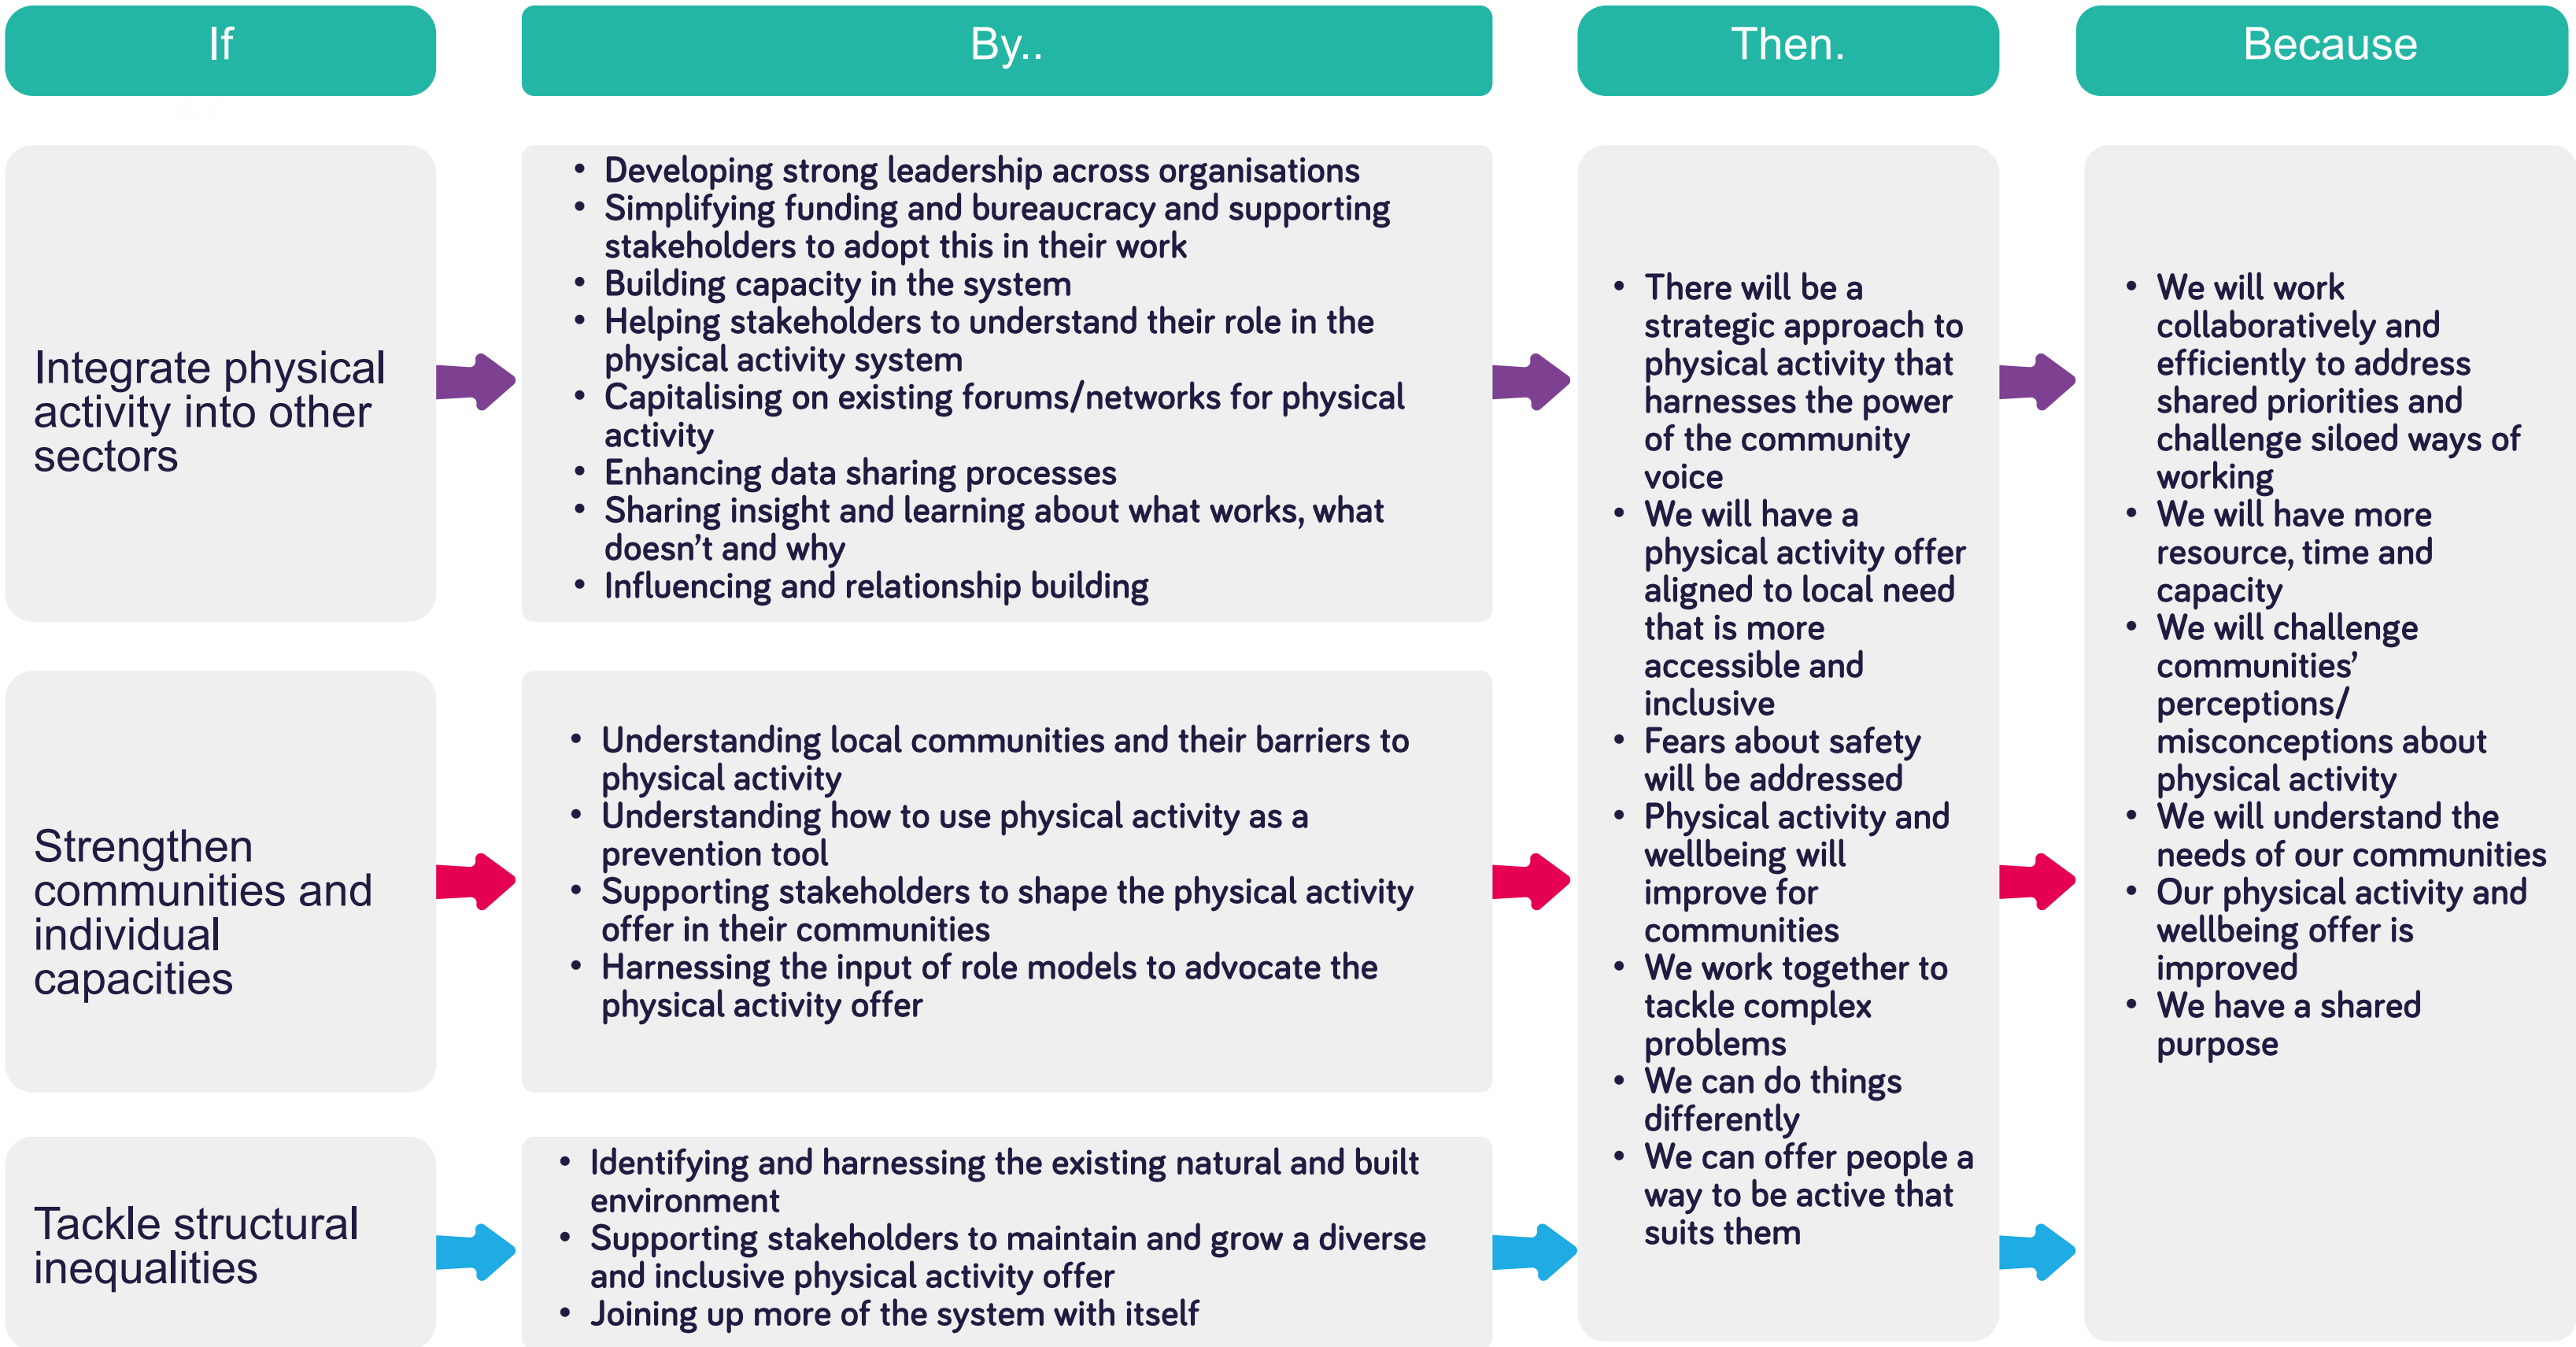 If
By..
Then.
Because
Integrate physical
activity into other
sectors
• Developing strong leadership across organisations
• Simplifying funding and bureaucracy and supporting
stakeholders to adopt this in their work
• Building capacity in the system
• Helping stakeholders to understand their role in the
physical activity system
• Capitalising on existing forums/networks for physical
activity
• Enhancing data sharing processes
• Sharing insight and learning about what works, what
doesn’t and why
• Influencing and relationship building
Strengthen
communities and
individual
capacities
• Understanding local communities and their barriers to
physical activity
• Understanding how to use physical activity as a
prevention tool
• Supporting stakeholders to shape the physical activity
offer in their communities
• Harnessing the input of role models to advocate the
physical activity offer
Tackle structural
inequalities
• Identifying and harnessing the existing natural and built
environment
• Supporting stakeholders to maintain and grow a diverse
and inclusive physical activity offer
• Joining up more of the system with itself
• There will be a
strategic approach to
physical activity that
harnesses the power
of the community
voice
• We will have a
physical activity offer
aligned to local need
that is more
accessible and
inclusive
• Fears about safety
will be addressed
• Physical activity and
wellbeing will
improve for
communities
• We work together to
tackle complex
problems
• We can do things
differently
• We can offer people a
way to be active that
suits them
• We will work
collaboratively and
efficiently to address
shared priorities and
challenge siloed ways of
working
• We will have more
resource, time and
capacity
• We will challenge
communities’
perceptions/
misconceptions about
physical activity
• We will understand the
needs of our communities
• Our physical activity and
wellbeing offer is
improved
• We have a shared
purpose